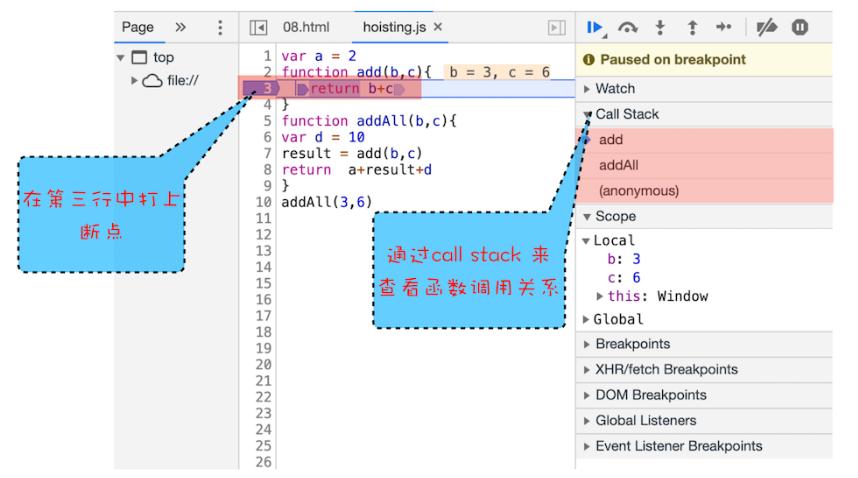 Page
top
file://
08.html
hoisting.js ×
1 var a = 2
2 function add(b,c){ b = 3, c = 6
3 return b+c
4 }
5 function addAll(b,c){
6 var d = 10
7 result = add(b,c)
8 return a+result+d
9 }
10 addAll(3,6)
11
12
13
14
15
16
17
18
19
20
21
22
23
24
25
26
在第三行中打上
断点
通过call stack 来
查看函数调用关系
Paused on breakpoint
Watch
Call Stack
add
addAll
(anonymous)
Scope
Local
b: 3
c: 6
this: Window
Global
Breakpoints
XHR/fetch Breakpoints
DOM Breakpoints
Global Listeners
Event Listener Breakpoints